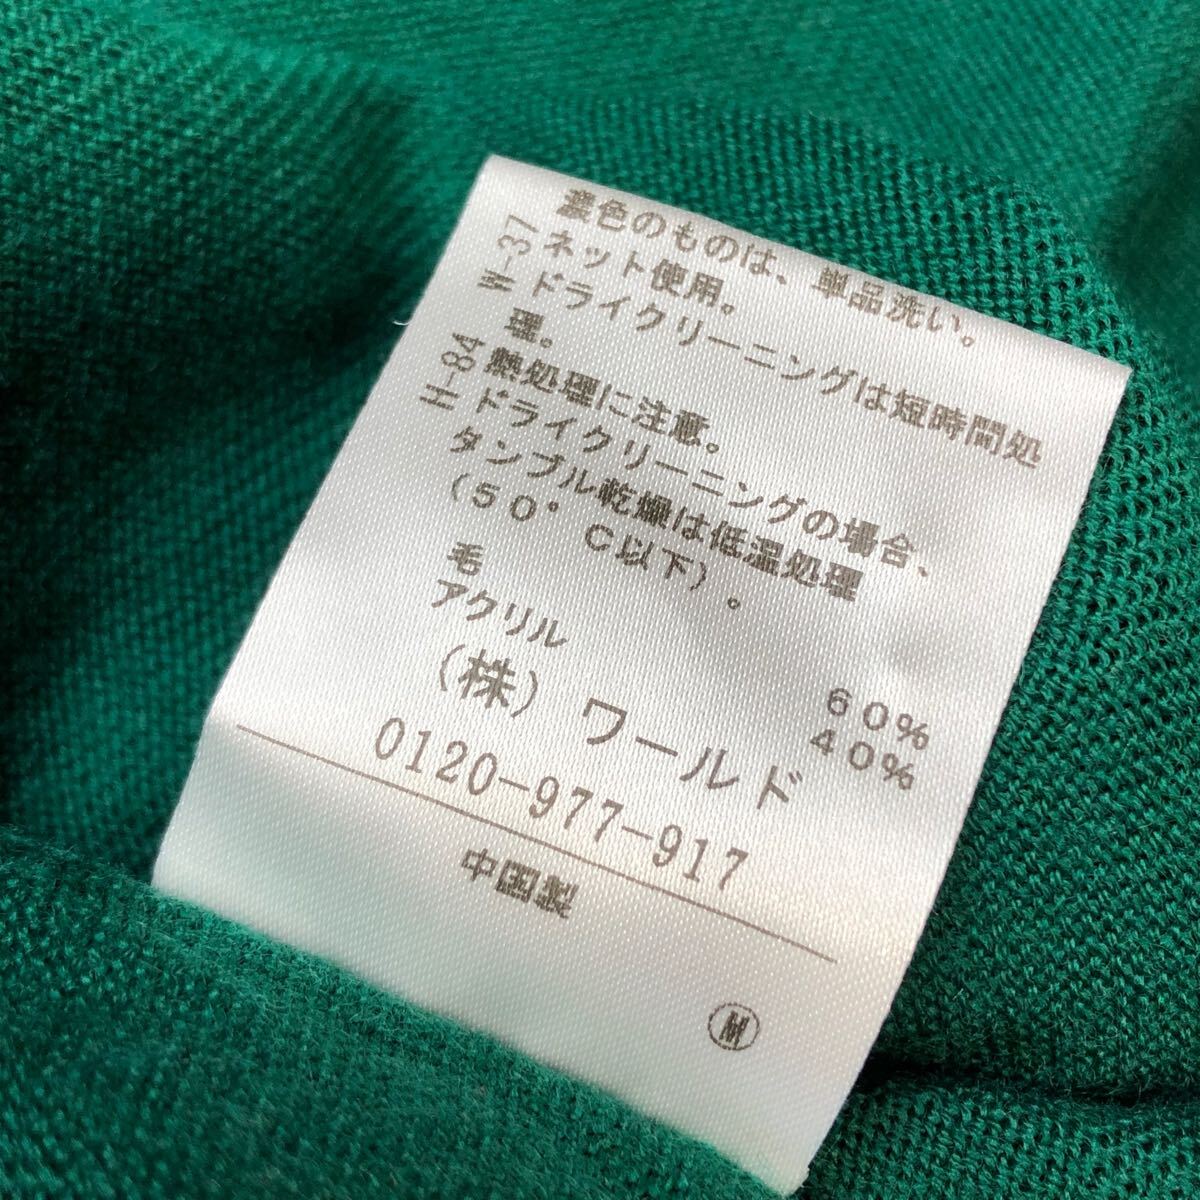 濃色のものは、単品洗い。
ネット使用。
H-37 ドライクリーニングは短時間処
理。
熱処理に注意。
H-84 ドライクリーニングの場合、
タンブル乾燥は低温処理
(50°C以下)。
毛 60%
アクリル 40%
(株)ワールド
0120-977-917
中国製
M